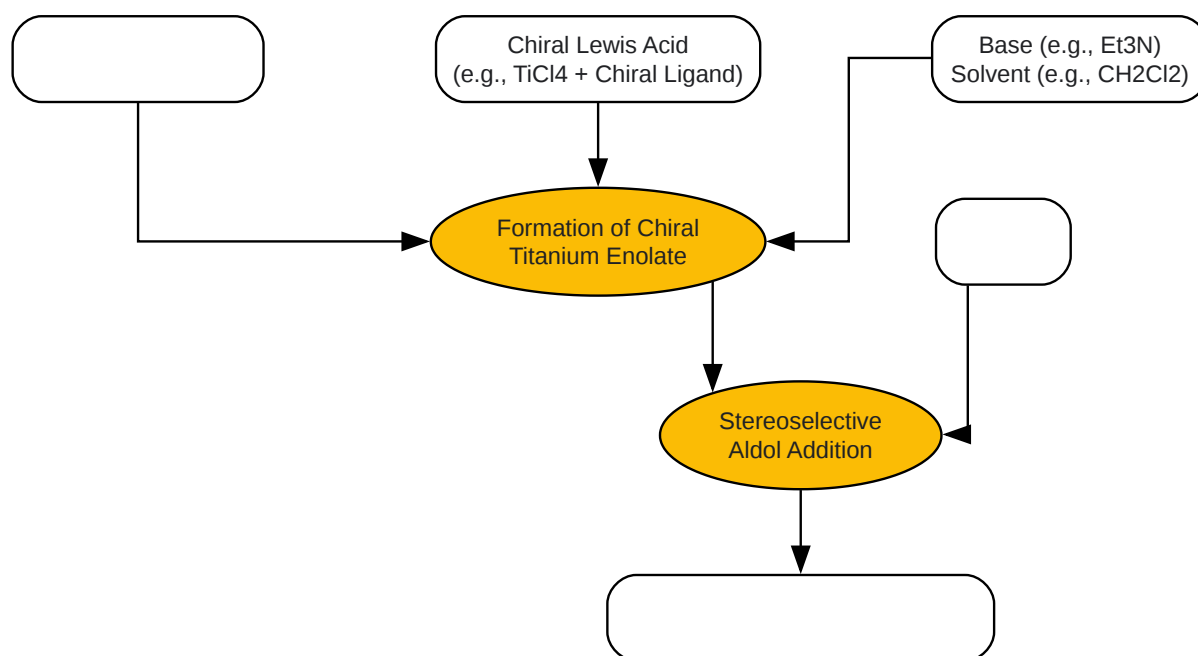 Chiral Lewis Acid
(e.g., TiCl4 + Chiral Ligand)
Base (e.g., Et3N)
Solvent (e.g., CH2Cl2)
Formation of Chiral
Titanium Enolate
Stereoselective
Aldol Addition